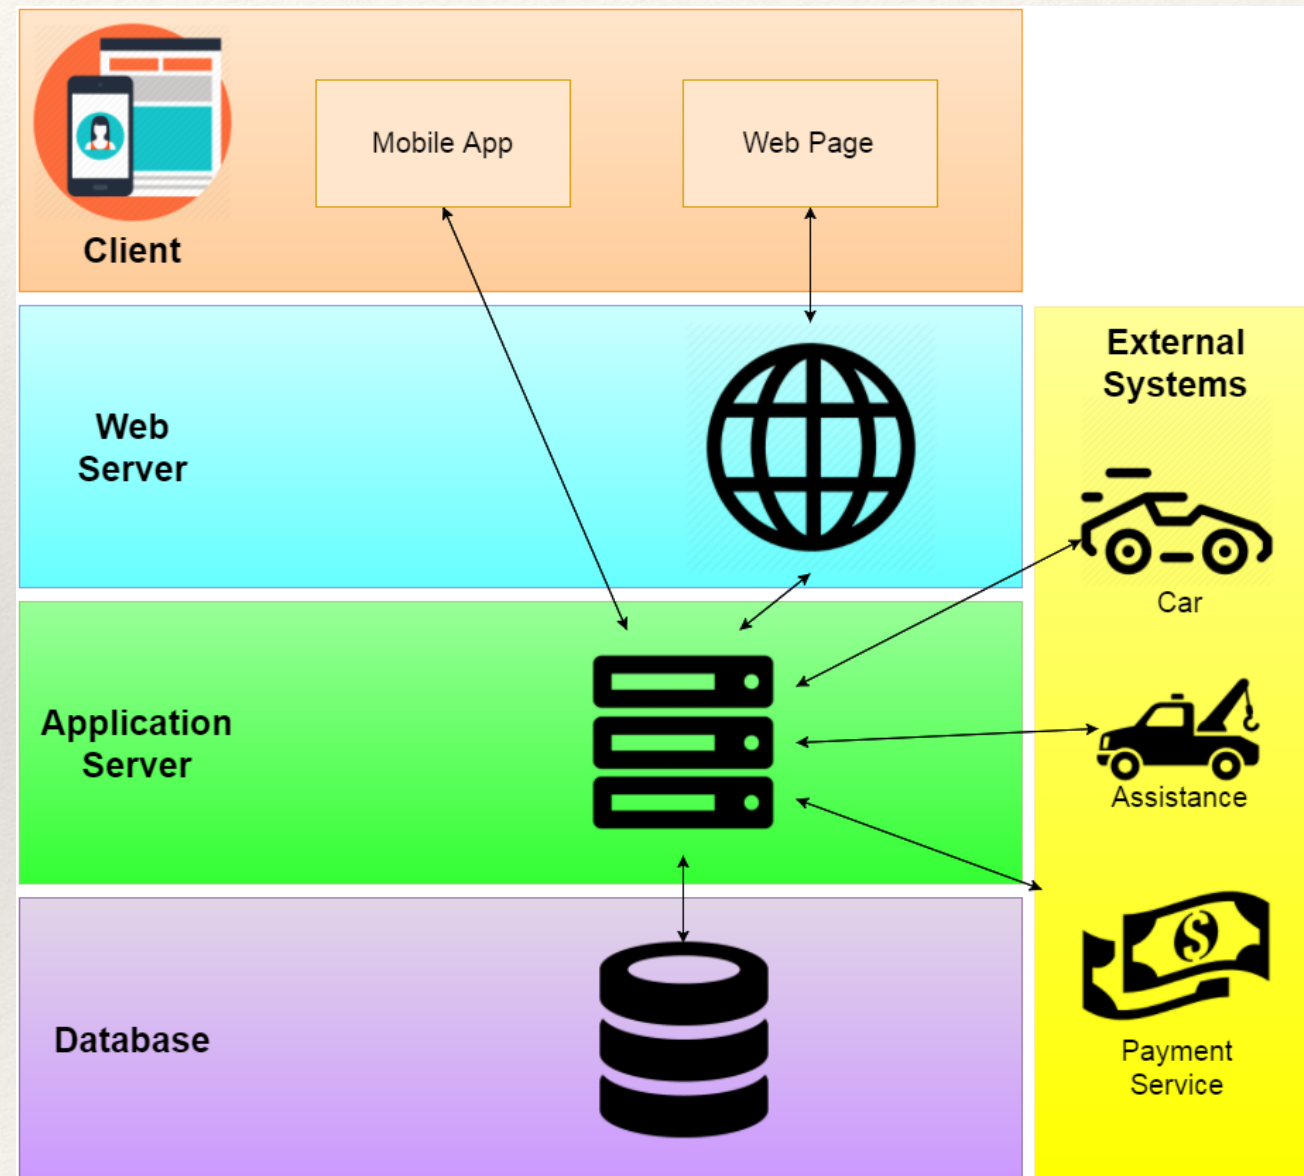 Mobile App
Web Page
Client
Web
Server
External
Systems
Car
Application
Server
Assistance
Database
Payment
Service